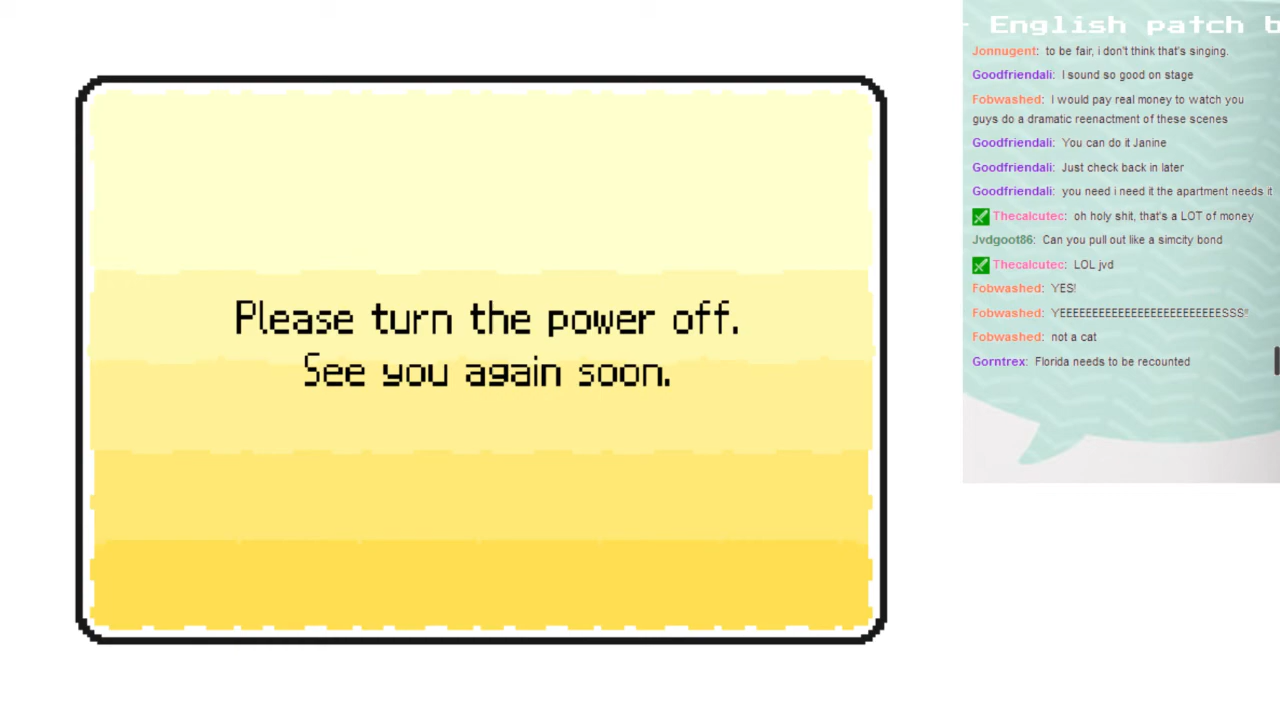 Please turn the power off.
See you again soon.
English patch b
Jonnugent: to be fair, i don't think that's singing.
Goodfriendali: I sound so good on stage
Fobwashed: I would pay real money to watch you
guys do a dramatic reenactment of these scenes
Goodfriendali: You can do it Janine
Goodfriendali: Just check back in later
Goodfriendali: you need i need it the apartment needs it
Thecalcutec: oh holy shit, that's a LOT of money
Jvdgoot86: Can you pull out like a simcity bond
Thecalcutec: LOL jvd
Fobwashed: YES!
Fobwashed: YEEEEEEEEEEEEEEEEEEEEEEEEESSS!!
Fobwashed: not a cat
Gorntrex: Florida needs to be recounted